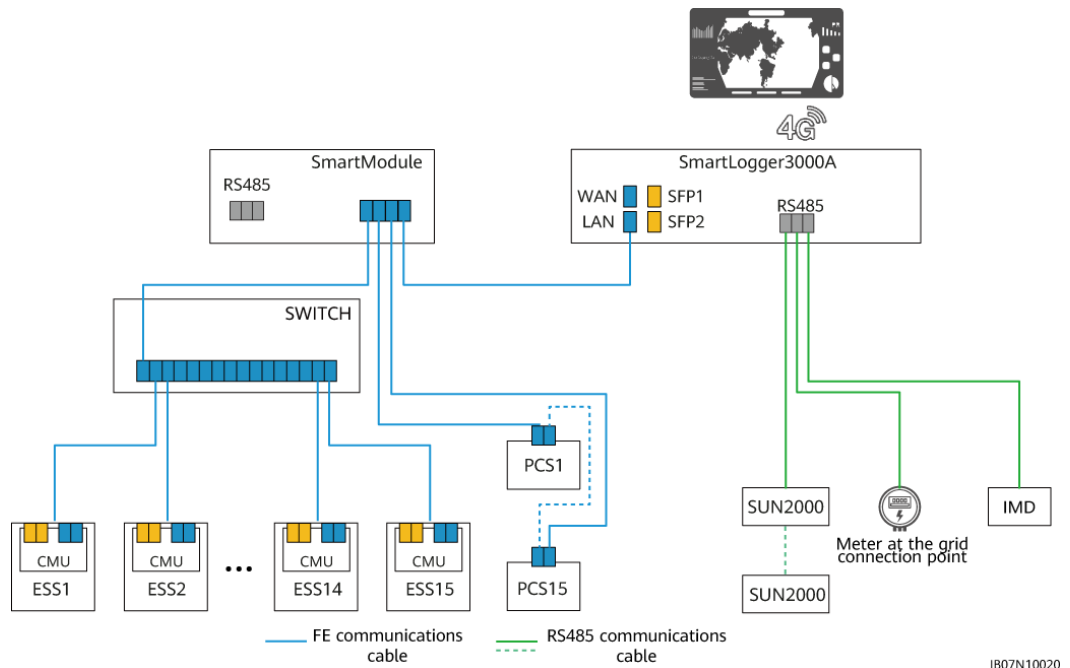 4G
SmartModule
RS485
SmartLogger3000A
WAN
SFP1
LAN
SFP2
RS485
SWITCH
PCS1
PCS15
SUN2000
SUN2000
Meter at the grid
connection point
IMD
CMU
ESS1
CMU
ESS2
...
CMU
ESS14
CMU
ESS15
FE communications
cable
RS485 communications
cable
JB07N10020